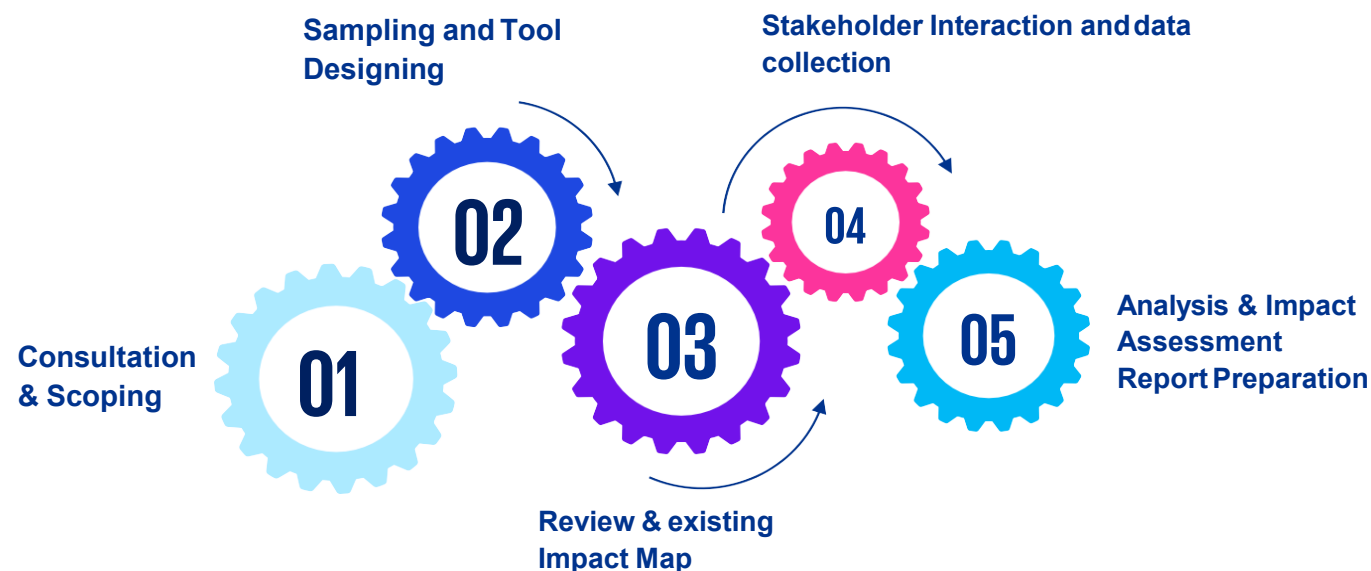 Consultation
& Scoping
01
Sampling and Tool
Designing
02
03
Review & existing
Impact Map
Stakeholder Interaction and data
collection
04
05
Analysis & Impact
Assessment
Report Preparation